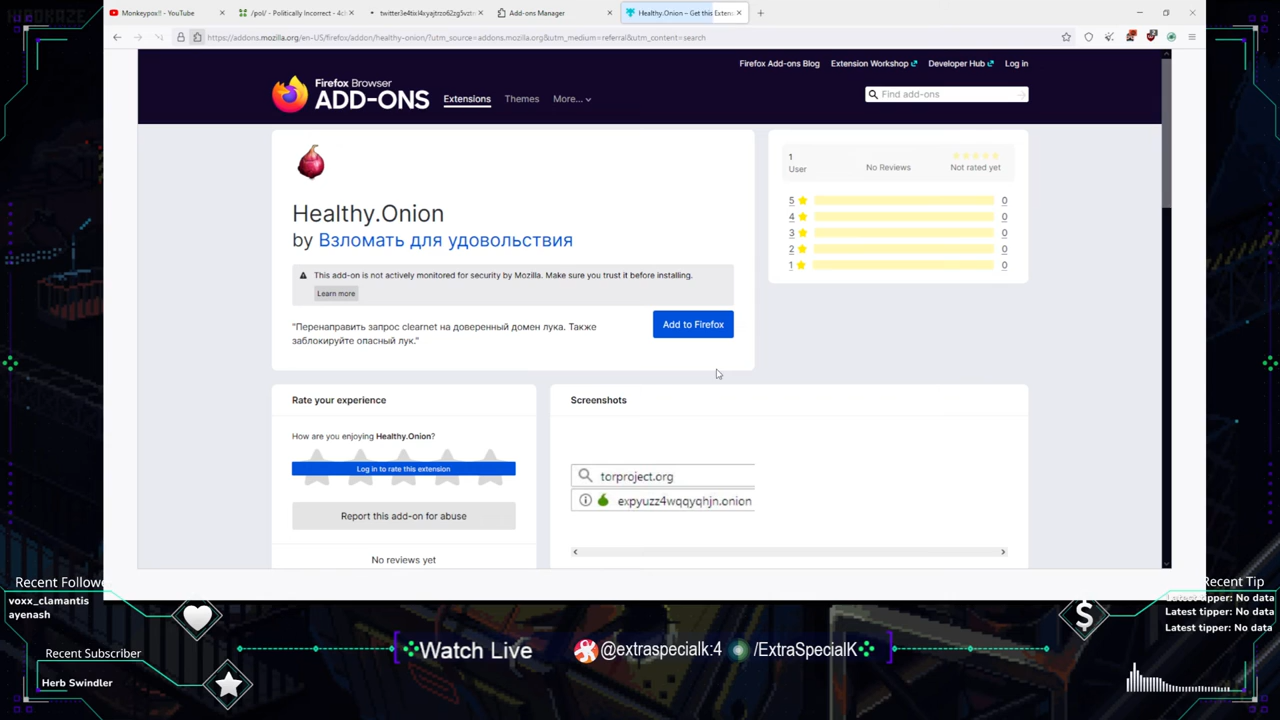 Monkeypox!! - YouTube
/pol/ - Politically Incorrect - 4ch
Add-ons Manager
Healthy.Onion – Get this Extens
https://addons.mozilla.org/en-US/firefox/addon/healthy-onion/?utm_source=addons.mozilla.org&utm_medium=referral&utm_content=search
Firefox Add-ons Blog
Extension Workshop
Developer Hub
Log in
Firefox Browser
ADD-ONS
Extensions
Themes
More...
Find add-ons
Healthy.Onion
by Взломать для удовольствия
This add-on is not actively monitored for security by Mozilla. Make sure you trust it before installing.
Learn more
"Перенаправить запрос clearnet на доверенный домен лука. Также
заблокируйте опасный лук."
Add to Firefox
1
User
No Reviews
Not rated yet
5 0
4 0
3 0
2 0
1 0
Rate your experience
How are you enjoying Healthy.Onion?
Log in to rate this extension
Report this add-on for abuse
No reviews yet
Screenshots
torproject.org
expyuzz4wqqyqhjn.onion
Recent Followe
voxx_clamantis
ayenash
Recent Subscriber
Herb Swindler
Watch Live
@extraspecialk:4
/ExtraSpecialK
Recent Tip
Latest tipper: No data
Latest tipper: No data
Latest tipper: No data